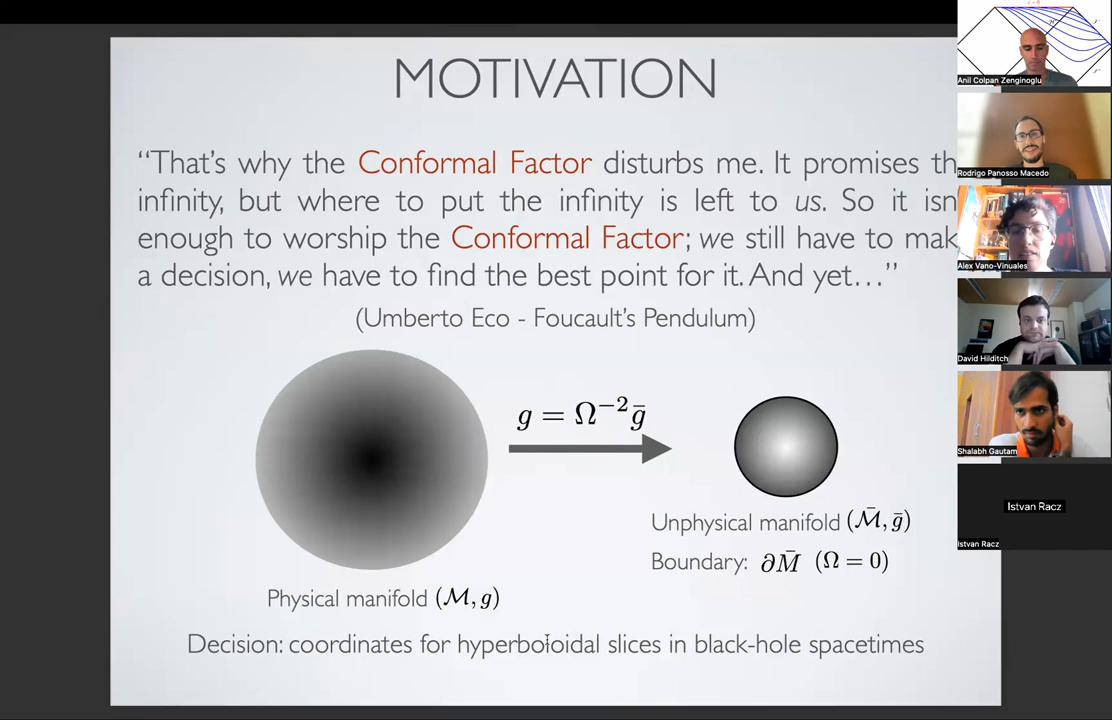 MOTIVATION
“That’s why the Conformal Factor disturbs me. It promises th
infinity, but where to put the infinity is left to us. So it isn
enough to worship the Conformal Factor; we still have to mak
a decision, we have to find the best point for it. And yet…”
(Umberto Eco - Foucault’s Pendulum)
g = Ω⁻² ḡ
Unphysical manifold (ℳ̄, ḡ)
Boundary: ∂M̄ (Ω = 0)
Physical manifold (ℳ, g)
Decision: coordinates for hyperboloidal slices in black-hole spacetimes
Anil Colpan Zenginoglu
Rodrigo Panosso Macedo
Alex Vano-Vinuales
David Hilditch
Shalabh Gautam
Istvan Racz
Istvan Racz